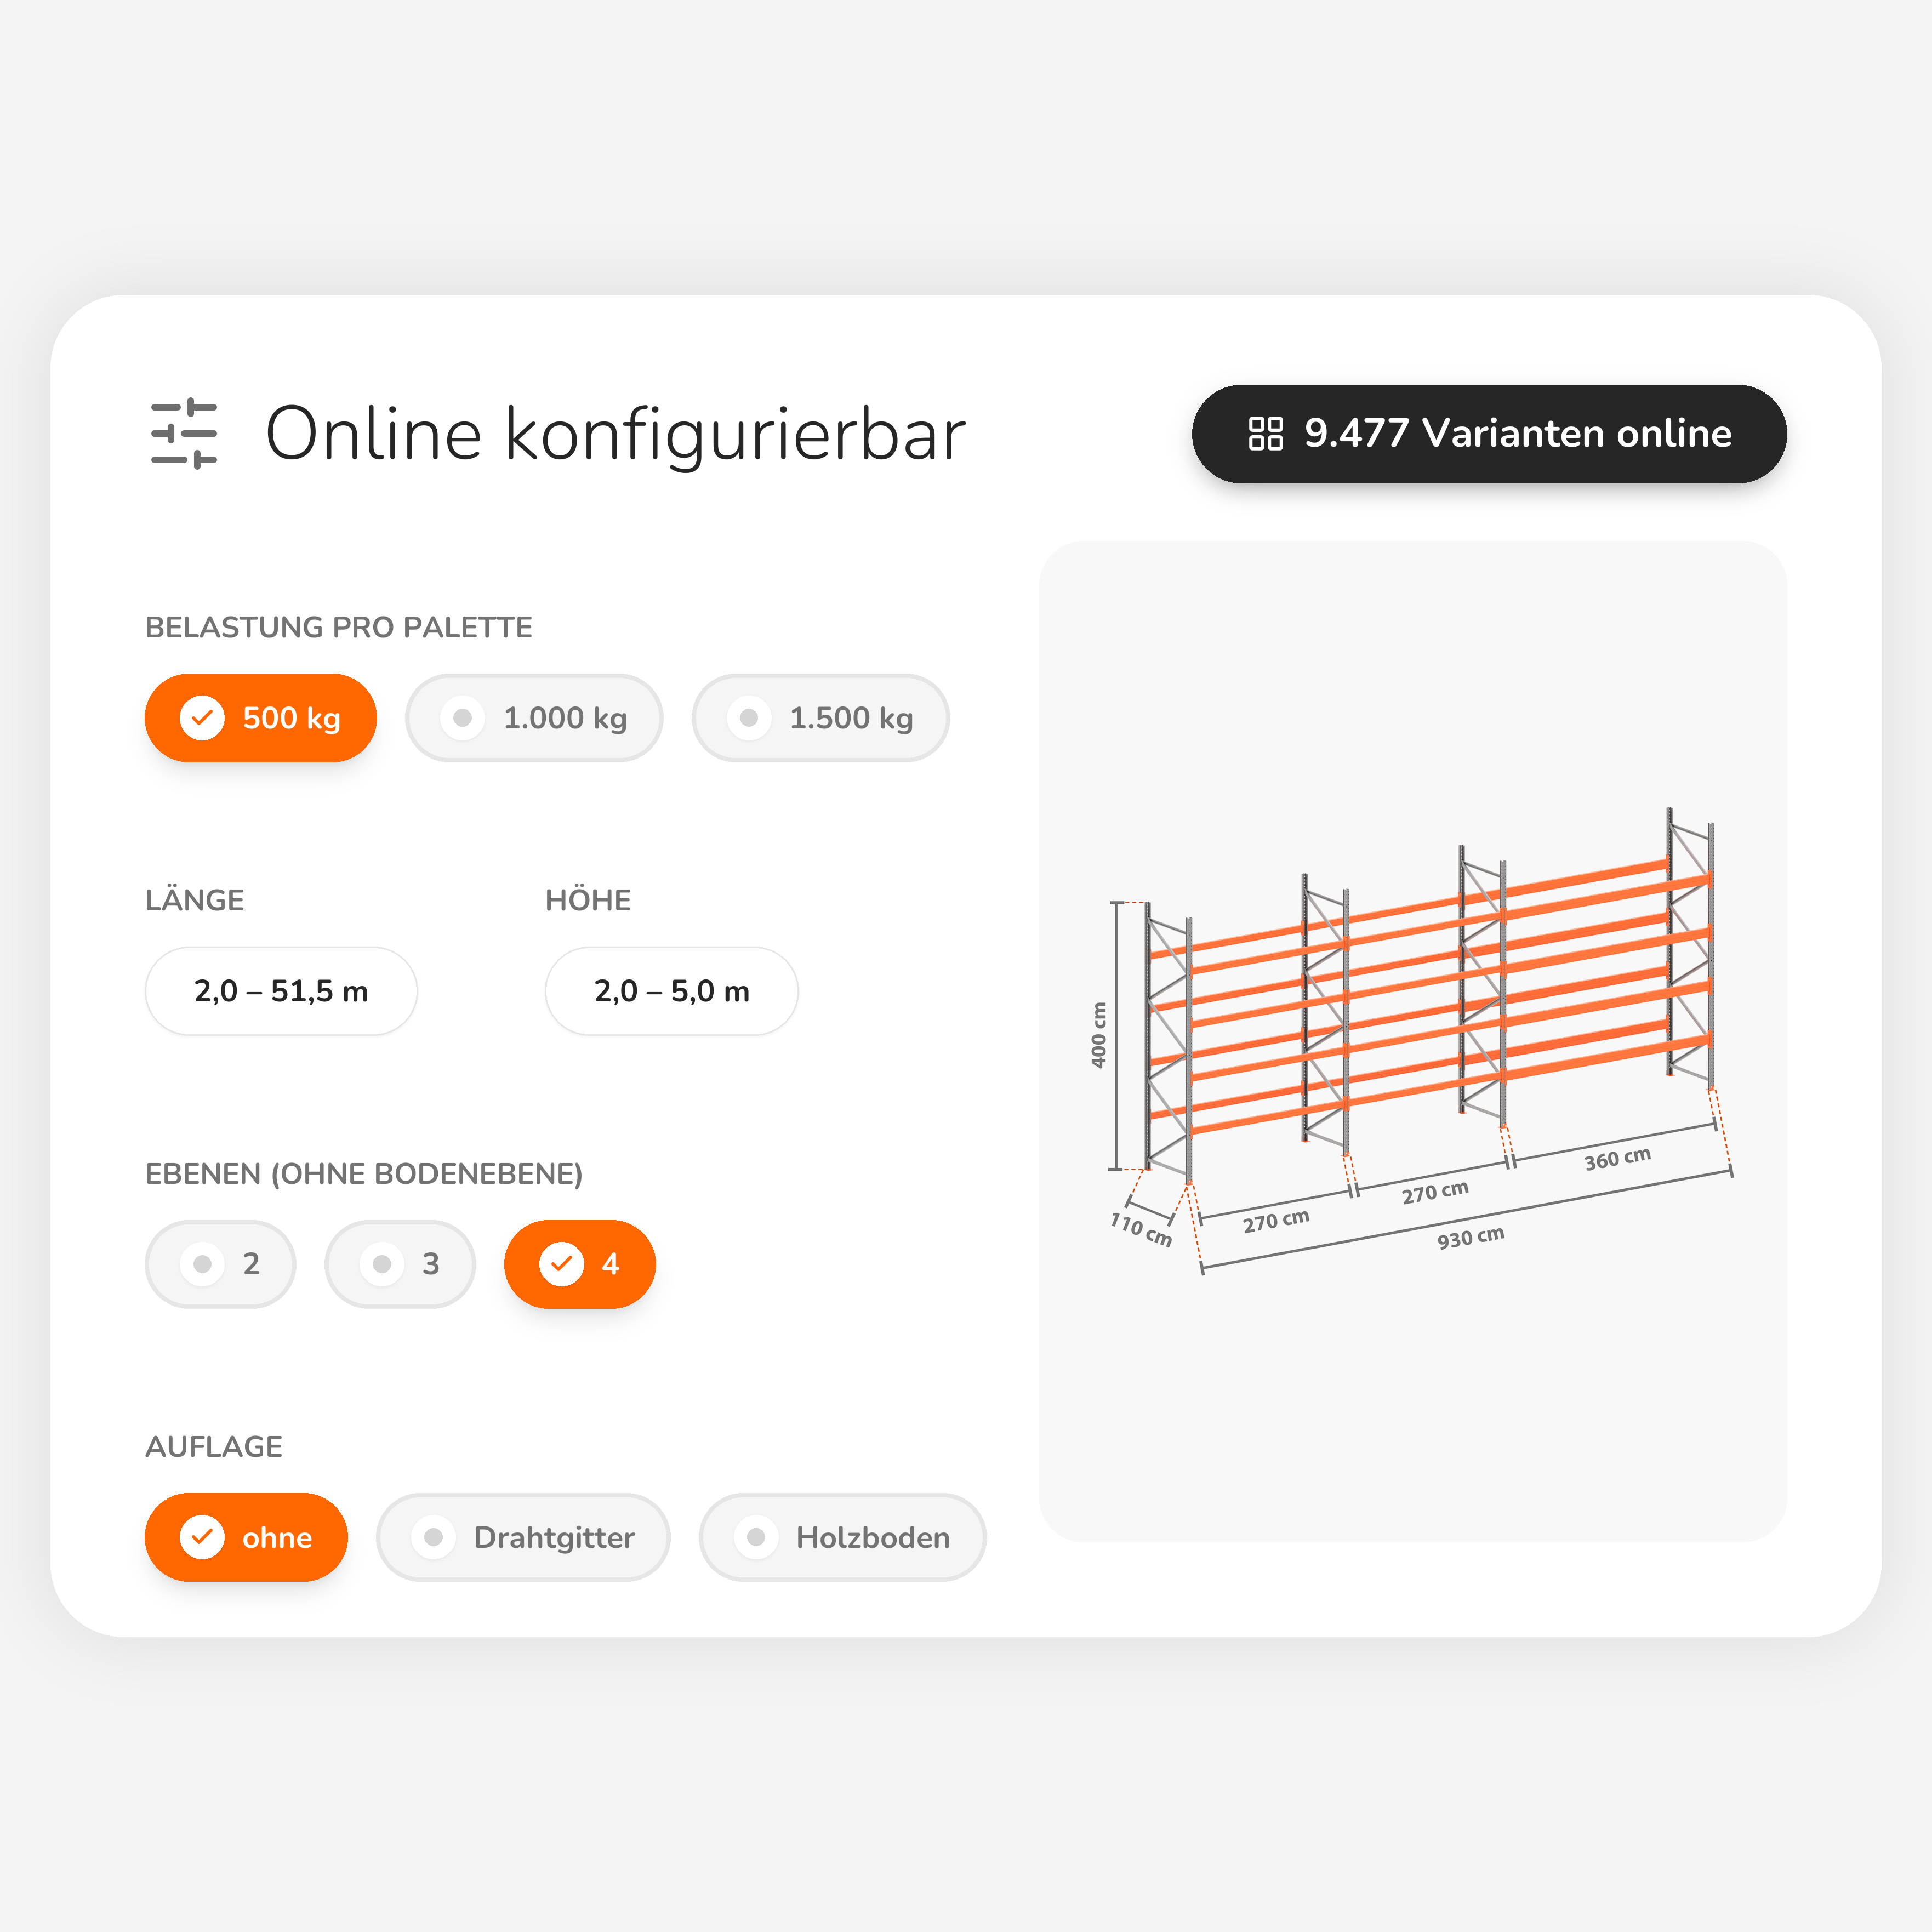 Online konfigurierbar
9.477 Varianten online
BELASTUNG PRO PALETTE
500 kg
1.000 kg
1.500 kg
LÄNGE
HÖHE
2,0 – 51,5 m
2,0 – 5,0 m
EBENEN (OHNE BODENEBENE)
2
3
4
AUFLAGE
ohne
Drahtgitter
Holzboden
400 cm
110 cm
270 cm
270 cm
360 cm
930 cm